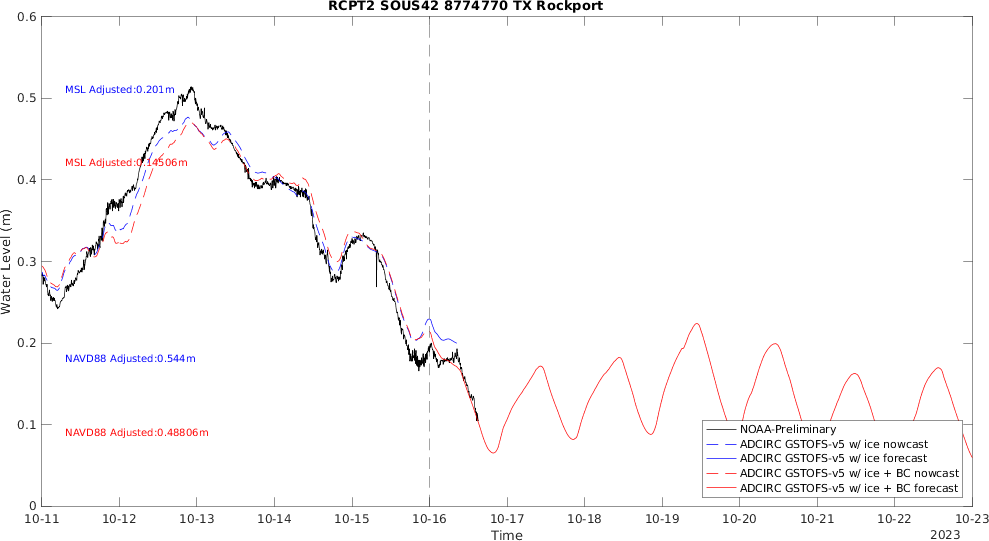 RCPT2 SOUS42 8774770 TX Rockport
0.6
0.5
0.4
0.3
0.2
0.1
0
Water Level (m)
MSL Adjusted:0.201m
MSL Adjusted:0.14506m
NAVD88 Adjusted:0.544m
NAVD88 Adjusted:0.48806m
NOAA-Preliminary
ADCIRC GSTOFS-v5 w/ ice nowcast
ADCIRC GSTOFS-v5 w/ ice forecast
ADCIRC GSTOFS-v5 w/ ice + BC nowcast
ADCIRC GSTOFS-v5 w/ ice + BC forecast
10-11 10-12 10-13 10-14 10-15 10-16 10-17 10-18 10-19 10-20 10-21 10-22 10-23
Time
2023